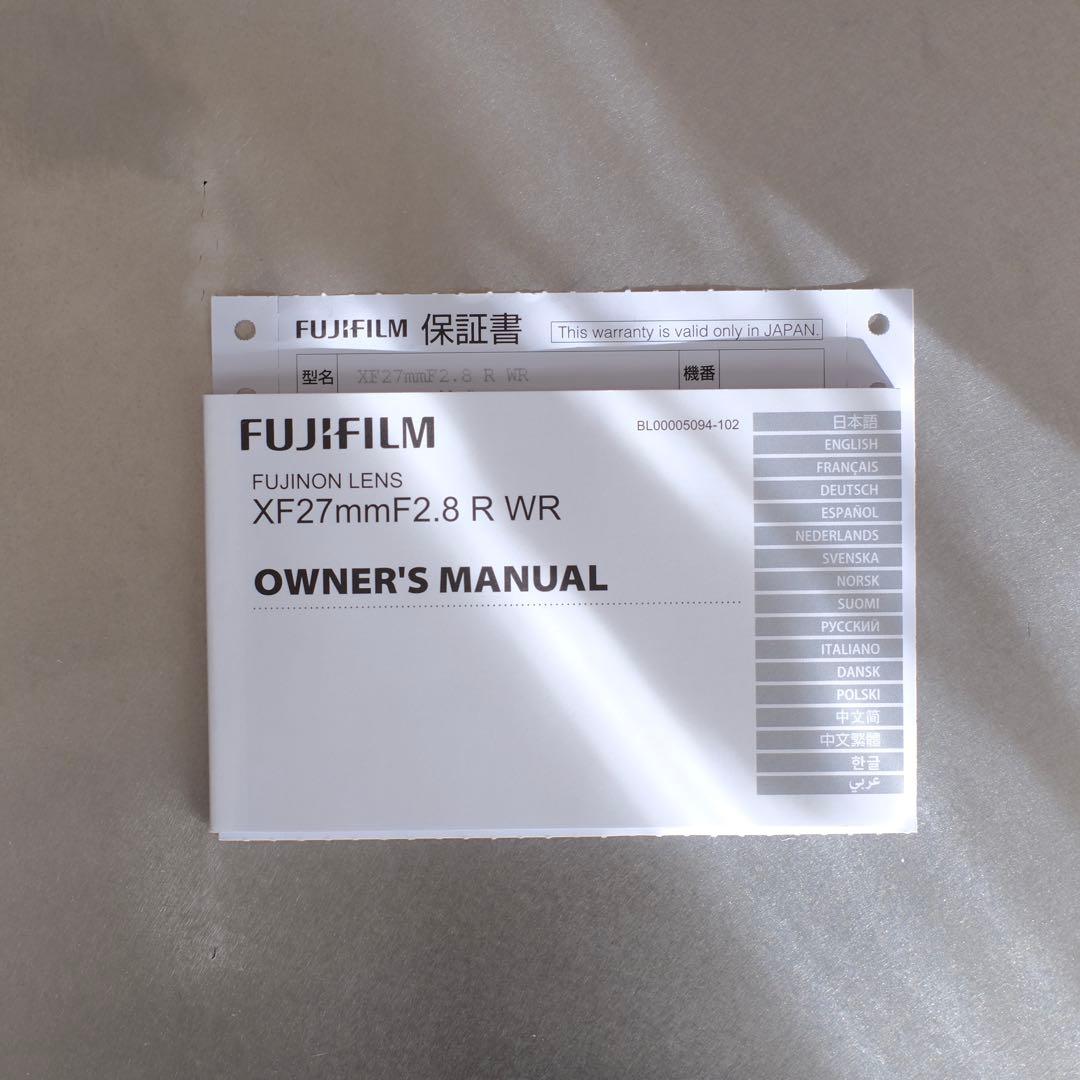 FUJIFILM 保証書 This warranty is valid only in JAPAN.
型名 XF27mmF2.8 R WR 機番
FUJIFILM
BL00005094-102
FUJINON LENS
XF27mmF2.8 R WR
OWNER'S MANUAL
日本語
ENGLISH
FRANÇAIS
DEUTSCH
ESPAÑOL
NEDERLANDS
SVENSKA
NORSK
SUOMI
РУССКИЙ
ITALIANO
DANSK
POLSKI
中文简
中文繁體
한글
عربي